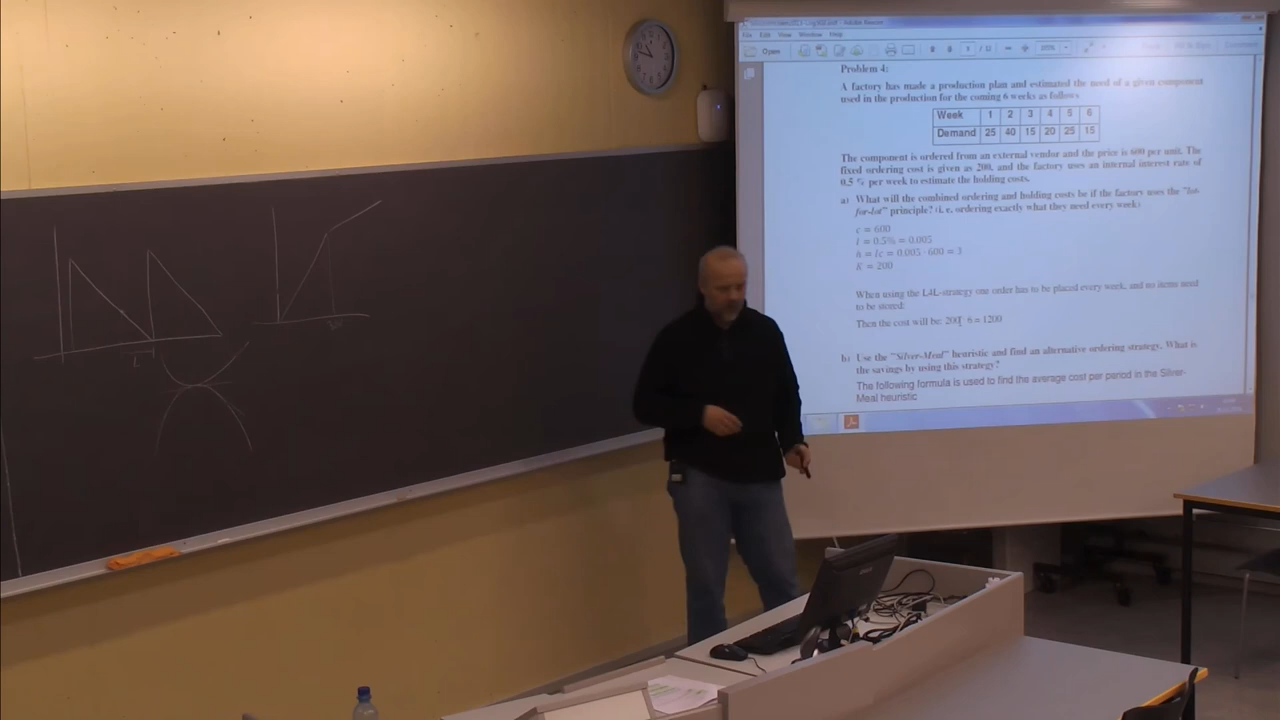 File Edit View Window Help
Open
Problem 4:
A factory has made a production plan and estimated the need of a given component
used in the production for the coming 6 weeks as follows
Week 1 2 3 4 5 6
Demand 25 40 15 20 25 15
The component is ordered from an external vendor and the price is 600 per unit. The
fixed ordering cost is given as 200, and the factory uses an internal interest rate of
0.5 % per week to estimate the holding costs.
a) What will the combined ordering and holding costs be if the factory uses the "lot-
for-lot" principle? (i. e. ordering exactly what they need every week)
c = 600
I = 0.5% = 0.005
h = Ic = 0.005 · 600 = 3
K = 200
When using the L4L-strategy one order has to be placed every week, and no items need
to be stored:
Then the cost will be: 200 · 6 = 1200
b) Use the "Silver-Meal" heuristic and find an alternative ordering strategy. What is
the savings by using this strategy?
The following formula is used to find the average cost per period in the Silver-
Meal heuristic